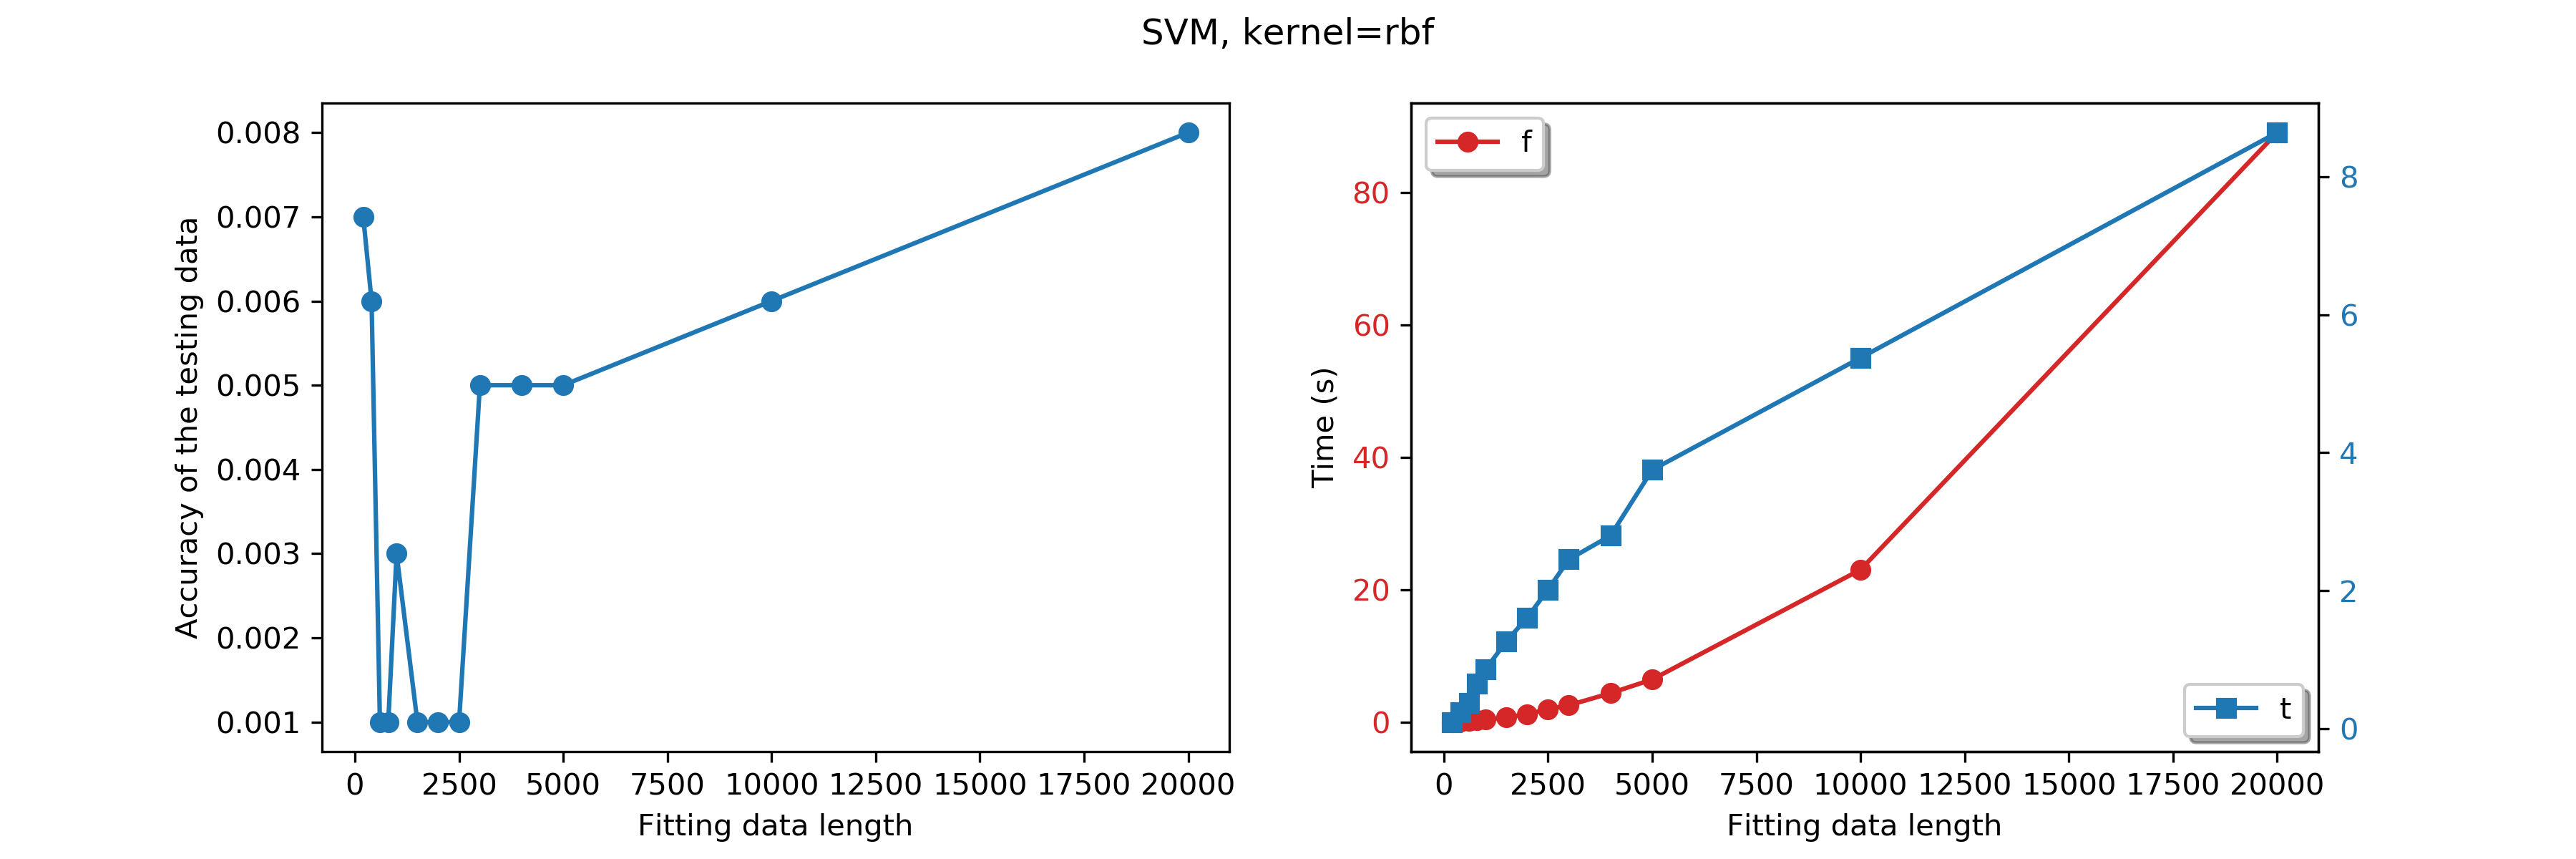 SVM, kernel=rbf
Accuracy of the testing data
0.008
0.007
0.006
0.005
0.004
0.003
0.002
0.001
0 2500 5000 7500 10000 12500 15000 17500 20000
Fitting data length
Time (s)
80
60
40
20
0
f
8
6
4
2
0
t
0 2500 5000 7500 10000 12500 15000 17500 20000
Fitting data length